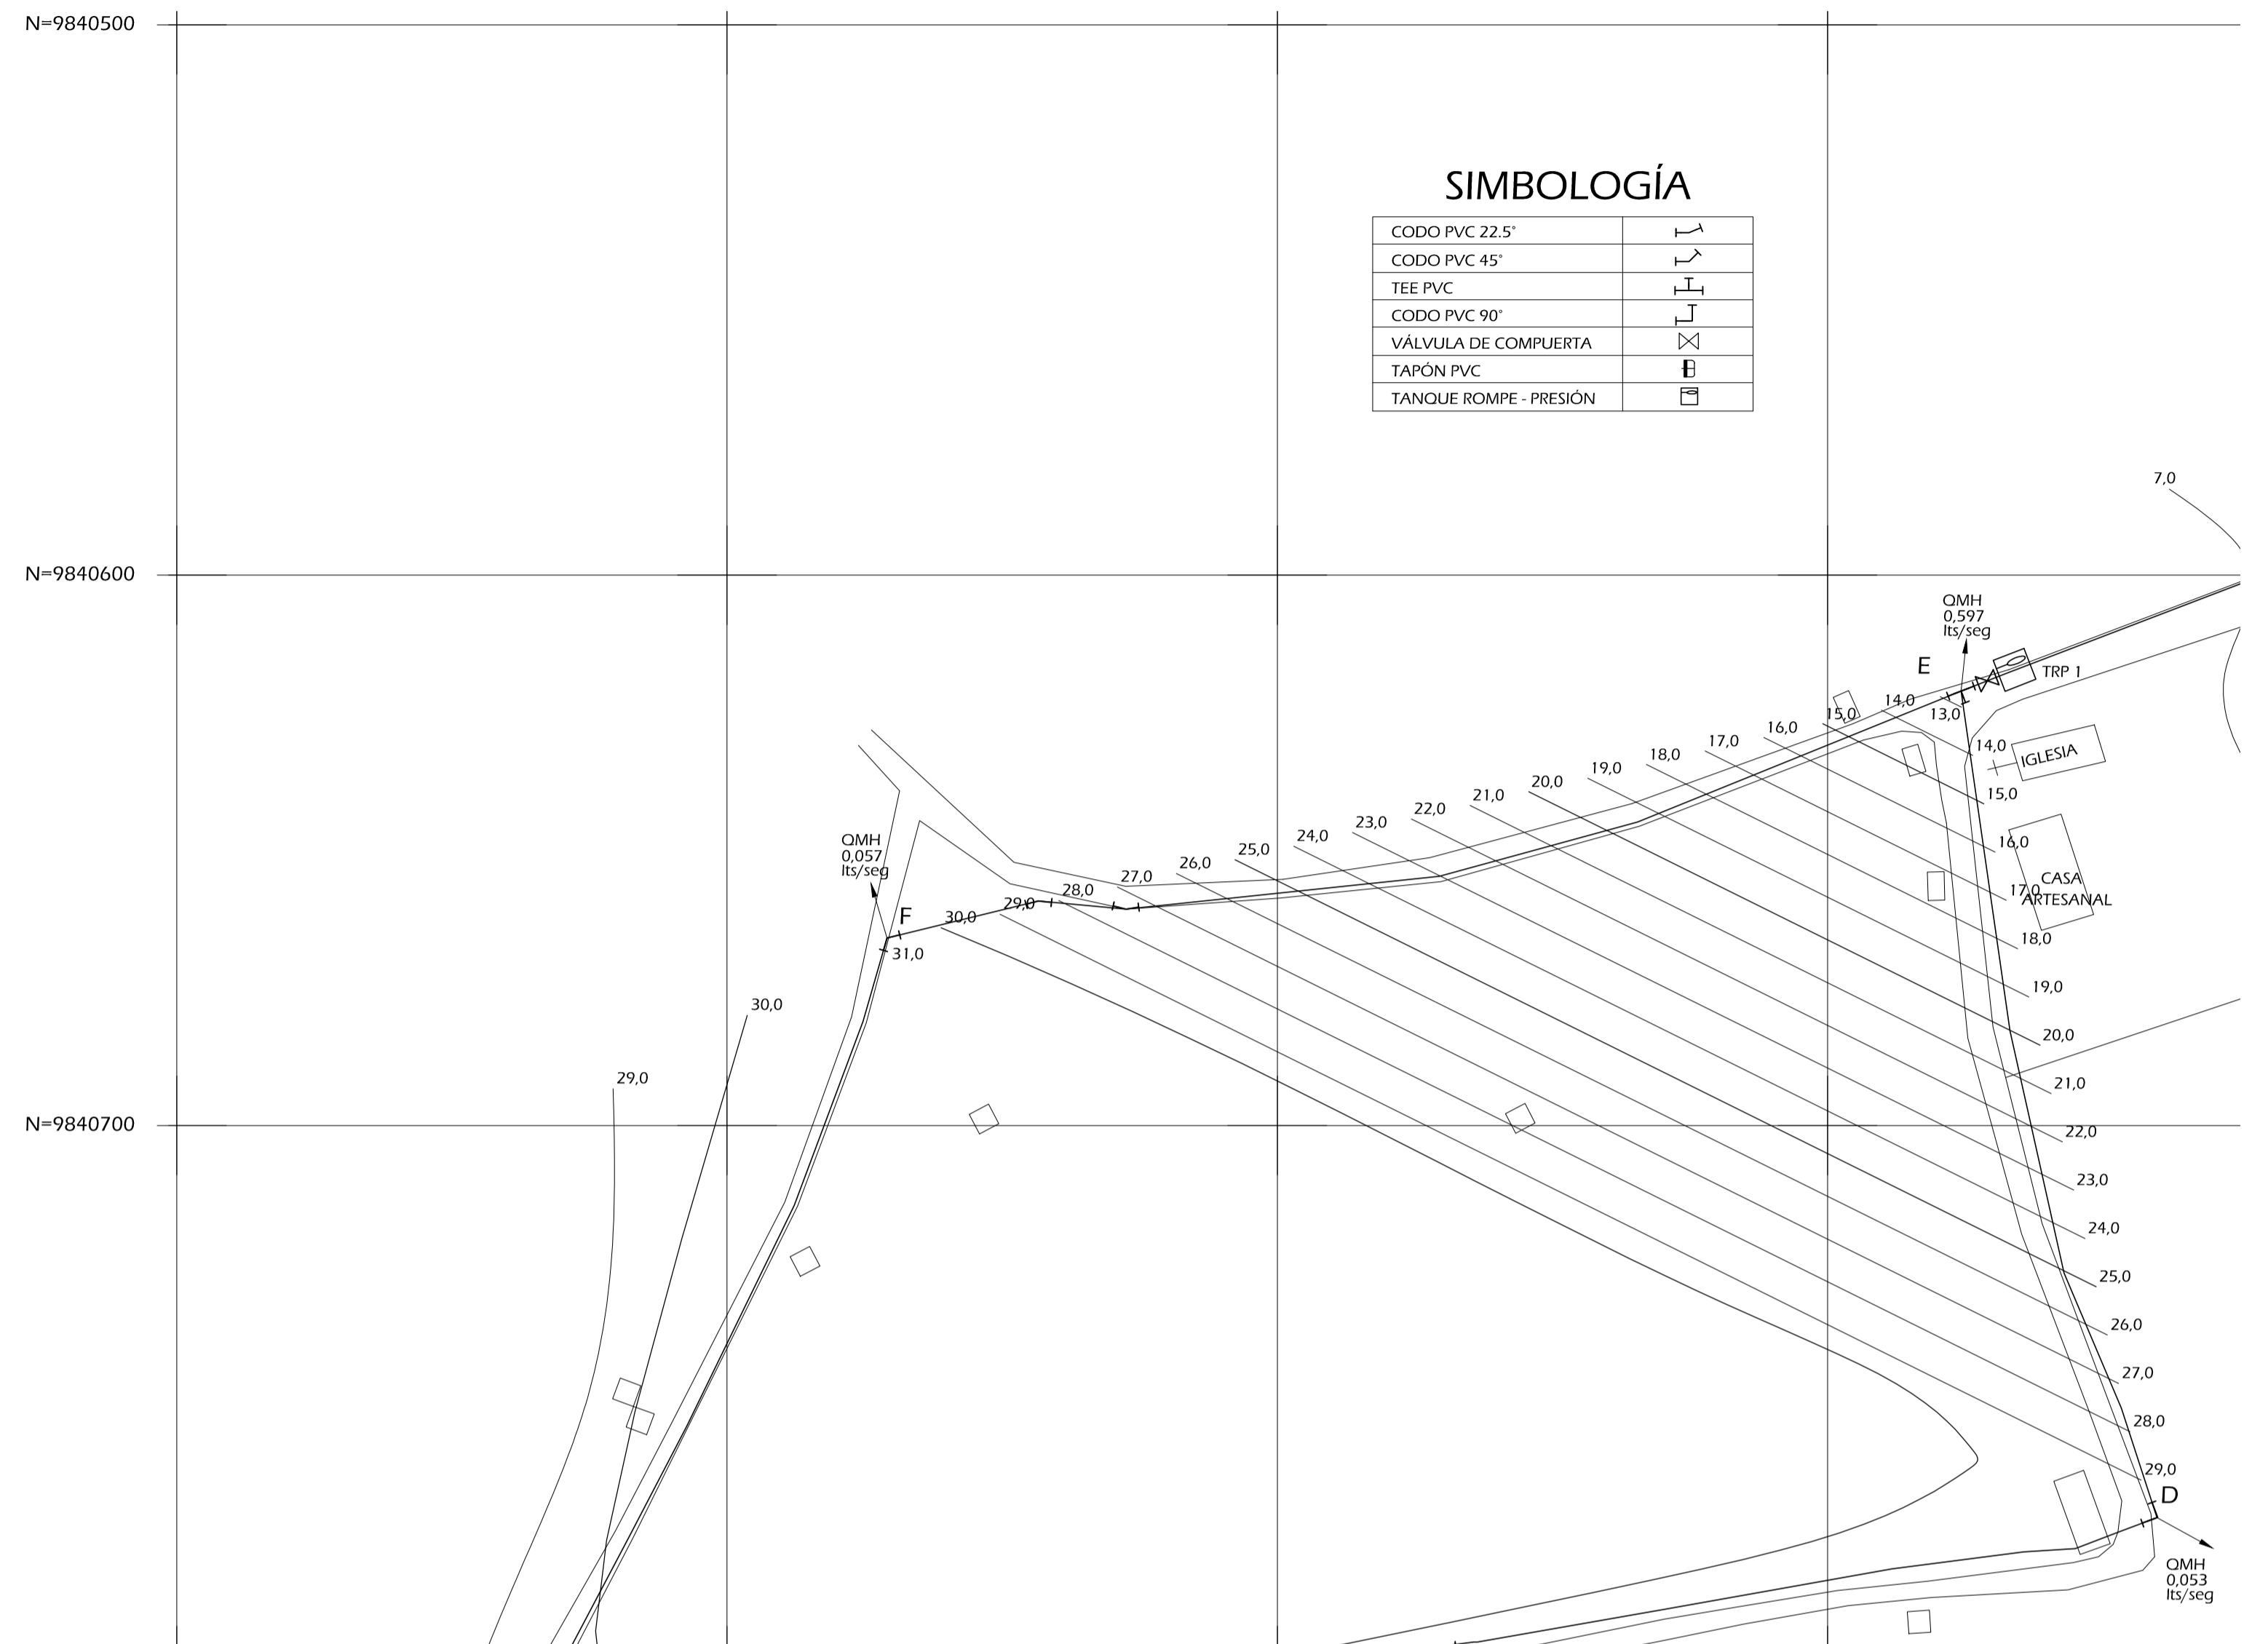 N=9840500
SIMBOLOGÍA
CODO PVC 22.5°
CODO PVC 45°
TEE PVC
CODO PVC 90°
VÁLVULA DE COMPUERTA
TAPÓN PVC
TANQUE ROMPE - PRESIÓN
7,0
N=9840600
QMH
0,597
lts/seg
E
TRP 1
14,0
13,0
15,0
16,0
17,0
18,0
19,0
20,0
21,0
22,0
23,0
24,0
25,0
26,0
27,0
28,0
29,0
30,0
14,0
IGLESIA
15,0
16,0
CASA
17,0
ARTESANAL
18,0
19,0
20,0
21,0
22,0
23,0
24,0
25,0
26,0
27,0
28,0
29,0
D
QMH
0,053
lts/seg
QMH
0,057
lts/seg
F
31,0
30,0
29,0
N=9840700